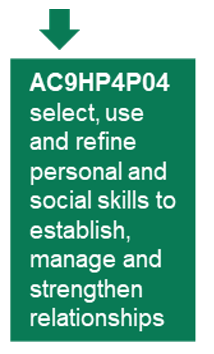 AC9HP4P04
select, use
and refine
personal and
social skills to
establish,
manage and
strengthen
relationships